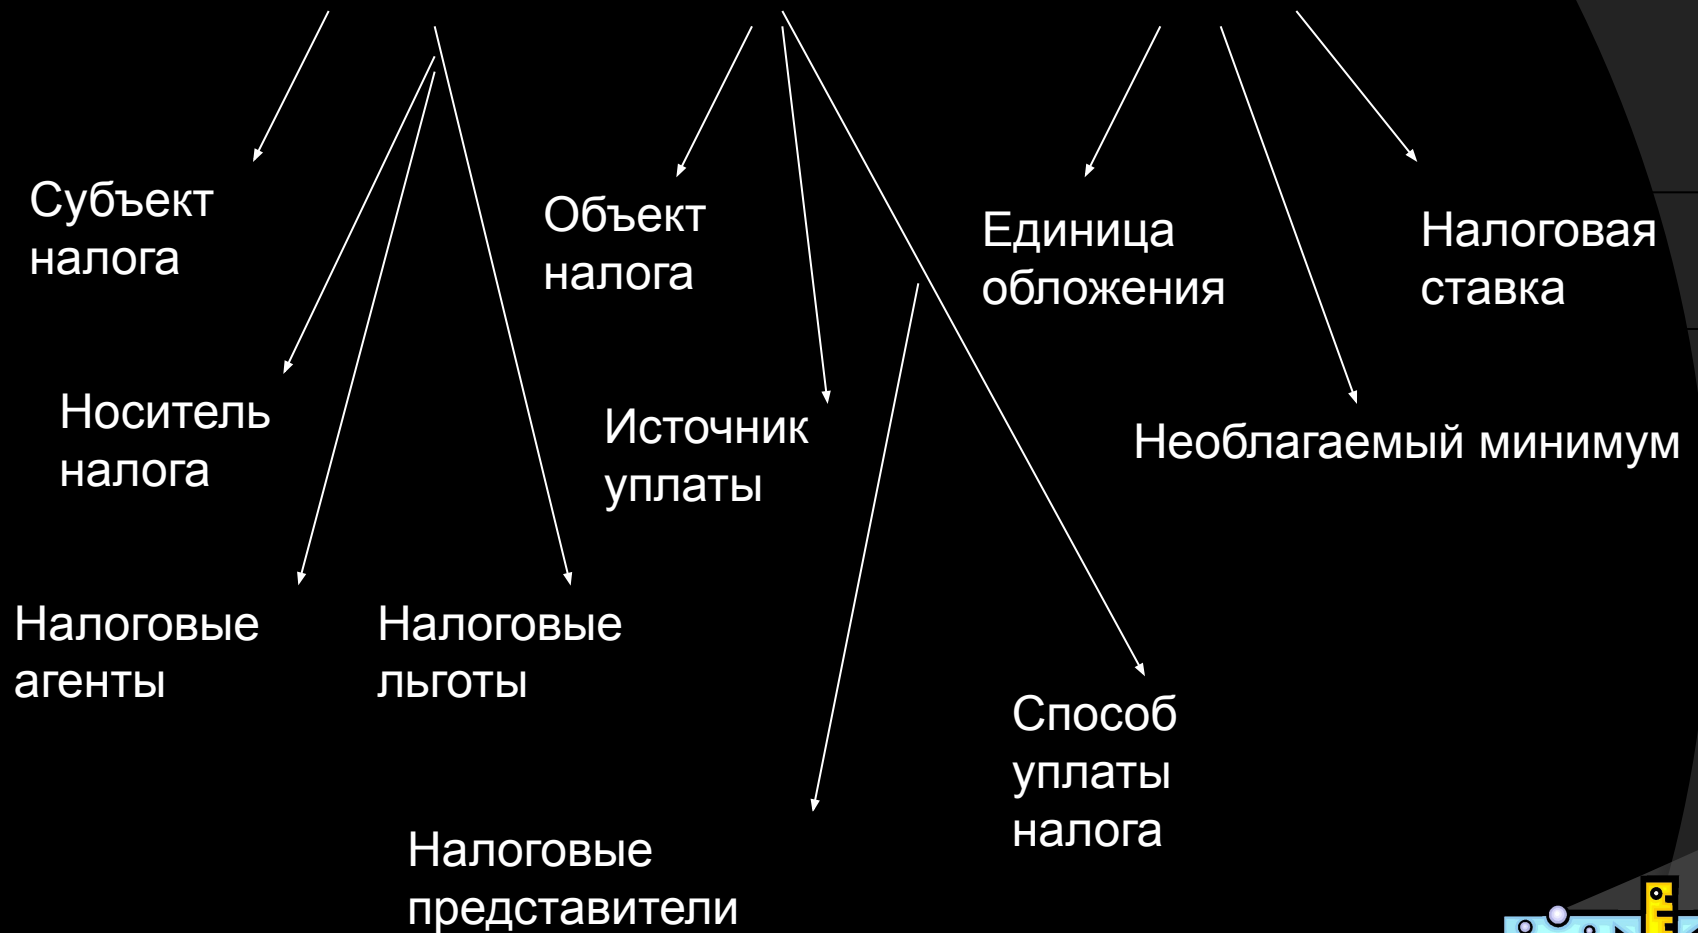 Субъект
налога
Объект
налога
Единица
обложения
Налоговая
ставка
Носитель
налога
Источник
уплаты
Необлагаемый минимум
Налоговые
агенты
Налоговые
льготы
Способ
уплаты
налога
Налоговые
представители